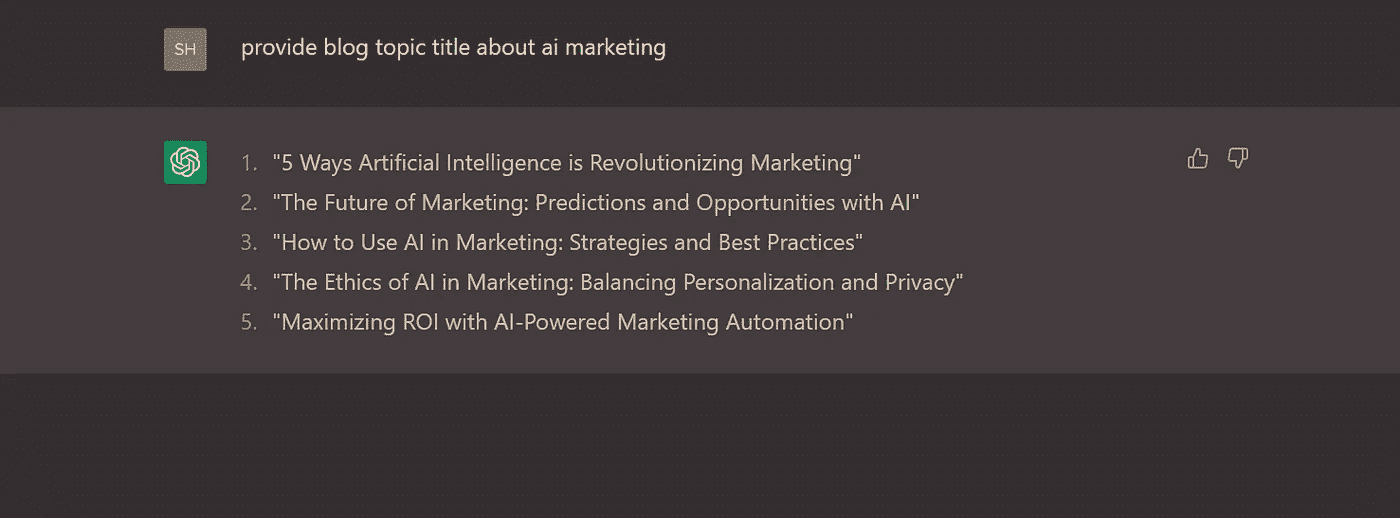 SH
provide blog topic title about ai marketing
1. "5 Ways Artificial Intelligence is Revolutionizing Marketing"
2. "The Future of Marketing: Predictions and Opportunities with AI"
3. "How to Use AI in Marketing: Strategies and Best Practices"
4. "The Ethics of AI in Marketing: Balancing Personalization and Privacy"
5. "Maximizing ROI with AI-Powered Marketing Automation"